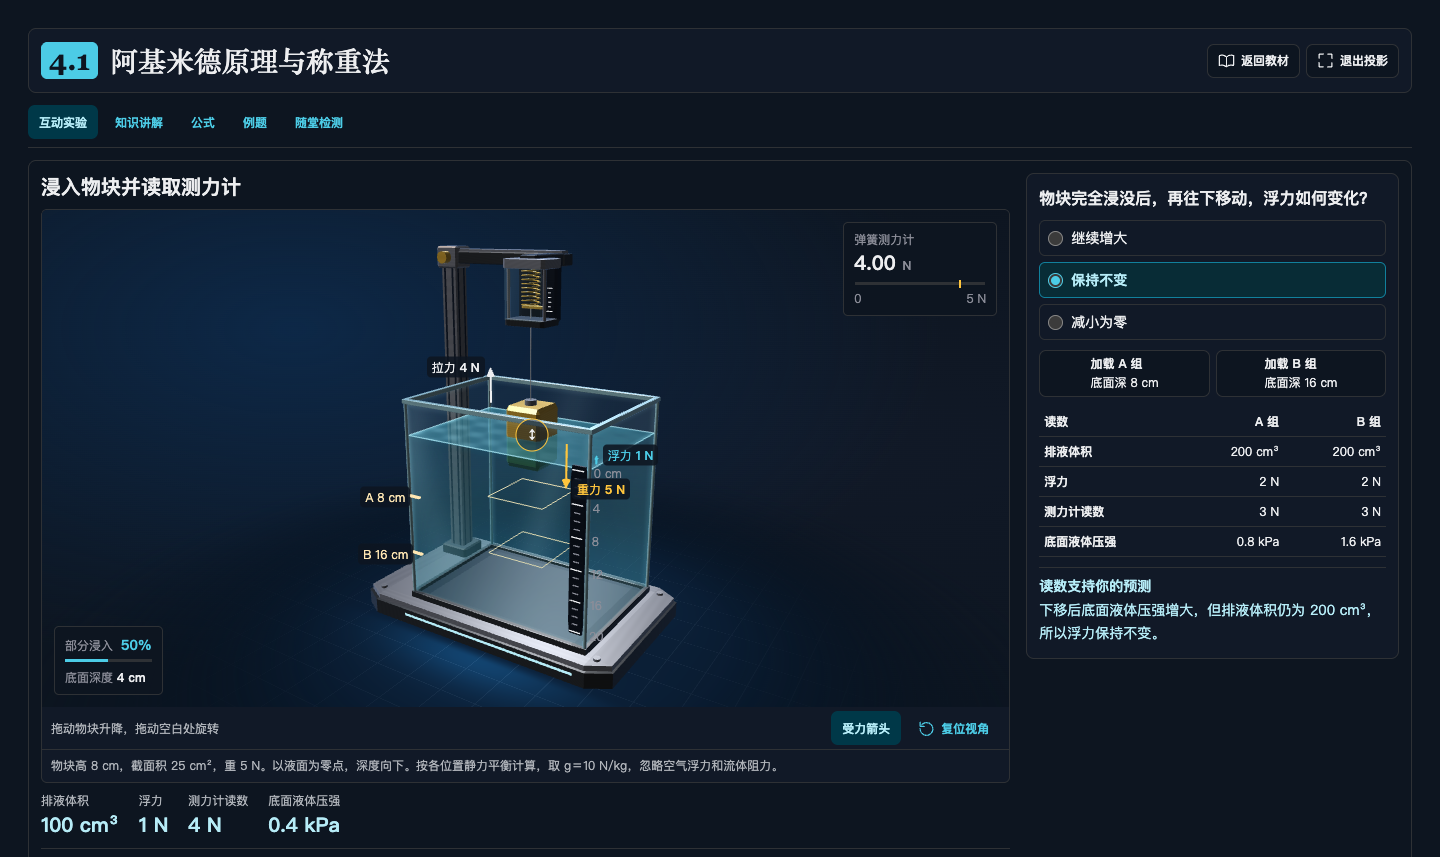 4.1 阿基米德原理与称重法
返回教材
退出投影
互动实验 知识讲解 公式 例题 随堂检测
浸入物块并读取测力计
弹簧测力计
4.00 N
0 5 N
拉力 4 N
浮力 1 N
0 cm
重力 5 N
A 8 cm
4
8
B 16 cm
12
16
20
部分浸入 50%
底面深度 4 cm
拖动物块升降，拖动空白处旋转
受力箭头
复位视角
物块高 8 cm，截面积 25 cm²，重 5 N。以液面为零点，深度向下。按各位置静力平衡计算，取 g=10 N/kg，忽略空气浮力和流体阻力。
排液体积 浮力 测力计读数 底面液体压强
100 cm³ 1 N 4 N 0.4 kPa
物块完全浸没后，再往下移动，浮力如何变化？
继续增大
保持不变
减小为零
加载 A 组
底面深 8 cm
加载 B 组
底面深 16 cm
读数 A 组 B 组
排液体积 200 cm³ 200 cm³
浮力 2 N 2 N
测力计读数 3 N 3 N
底面液体压强 0.8 kPa 1.6 kPa
读数支持你的预测
下移后底面液体压强增大，但排液体积仍为 200 cm³，
所以浮力保持不变。